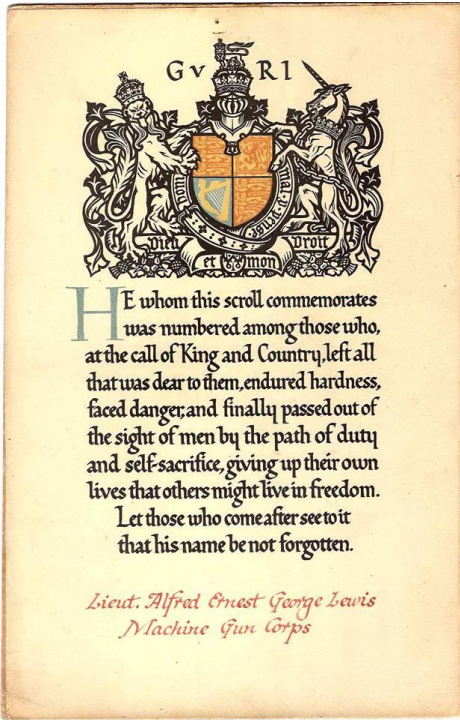 G V R I
Honi mal y pense
Dieu et mon Droit
HE whom this scroll commemorates
was numbered among those who,
at the call of King and Country, left all
that was dear to them, endured hardness,
faced danger, and finally passed out of
the sight of men by the path of duty
and self-sacrifice, giving up their own
lives that others might live in freedom.
Let those who come after see to it
that his name be not forgotten.
Lieut. Alfred Ernest George Lewis
Machine Gun Corps